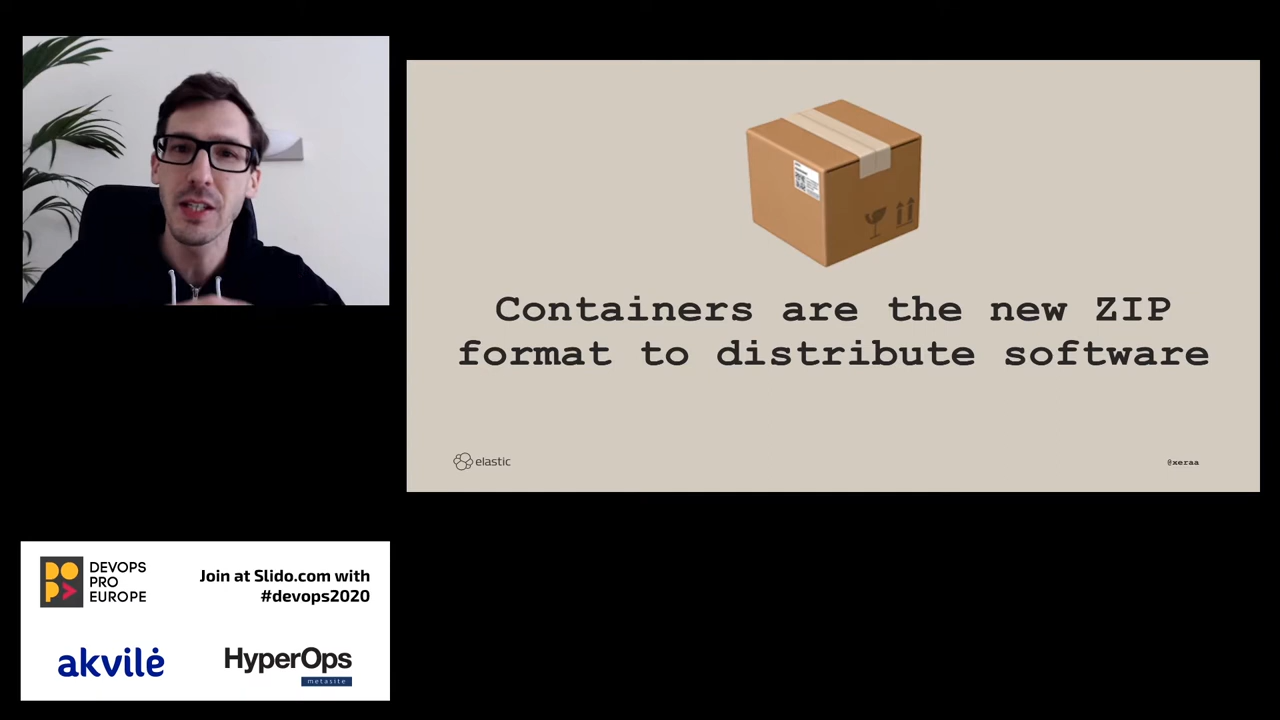 Containers are the new ZIP
format to distribute software
elastic
@xeraa
DEVOPS
PRO
EUROPE
Join at Slido.com with
#devops2020
akvilė
HyperOps
metasite